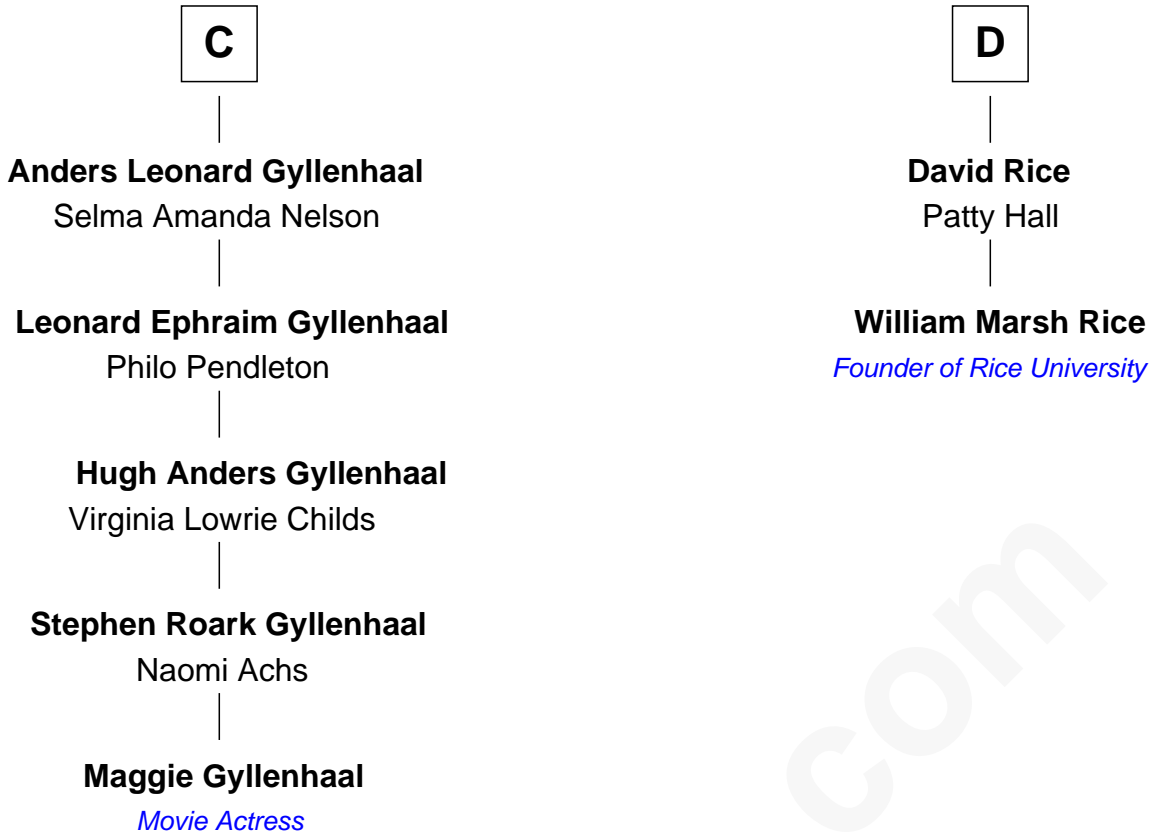 C
Anders Leonard Gyllenhaal
Selma Amanda Nelson
Leonard Ephraim Gyllenhaal
Philo Pendleton
Hugh Anders Gyllenhaal
Virginia Lowrie Childs
Stephen Roark Gyllenhaal
Naomi Achs
Maggie Gyllenhaal
Movie Actress
D
David Rice
Patty Hall
William Marsh Rice
Founder of Rice University
com